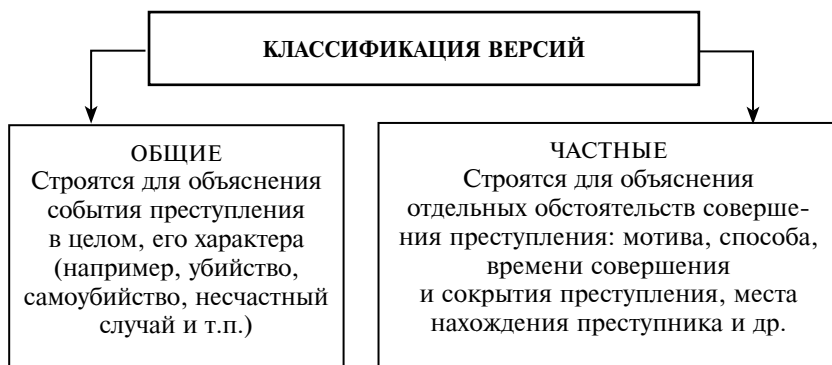 КЛАССИФИКАЦИЯ ВЕРСИЙ
ОБЩИЕ
Строятся для объяснения
события преступления
в целом, его характера
(например, убийство,
самоубийство, несчастный
случай и т.п.)
ЧАСТНЫЕ
Строятся для объяснения
отдельных обстоятельств соверше-
ния преступления: мотива, способа,
времени совершения
и сокрытия преступления, места
нахождения преступника и др.